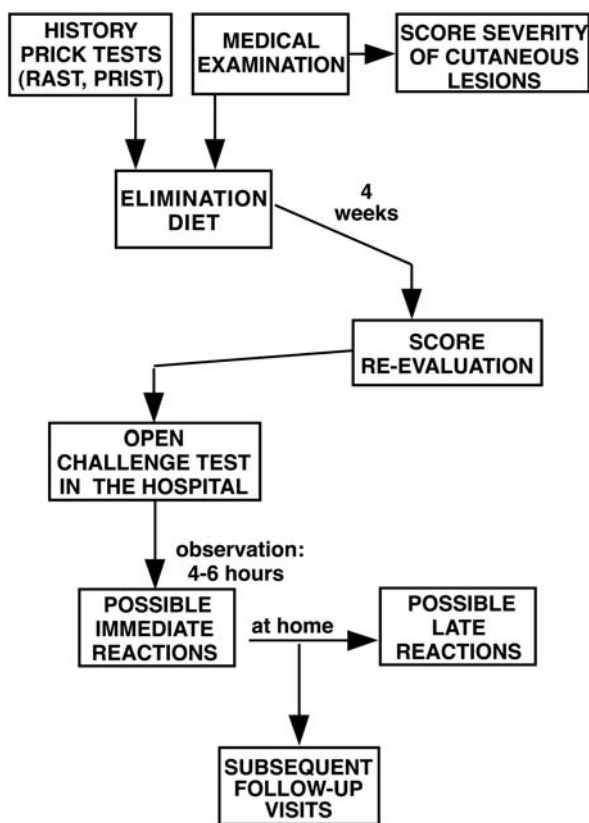 HISTORY
PRICK TESTS
(RAST, PRIST)
MEDICAL
EXAMINATION
SCORE SEVERITY
OF CUTANEOUS
LESIONS
ELIMINATION
DIET
4
weeks
SCORE
RE-EVALUATION
OPEN
CHALLENGE TEST
IN THE HOSPITAL
observation:
4-6 hours
POSSIBLE
IMMEDIATE
REACTIONS
at home
POSSIBLE
LATE
REACTIONS
SUBSEQUENT
FOLLOW-UP
VISITS